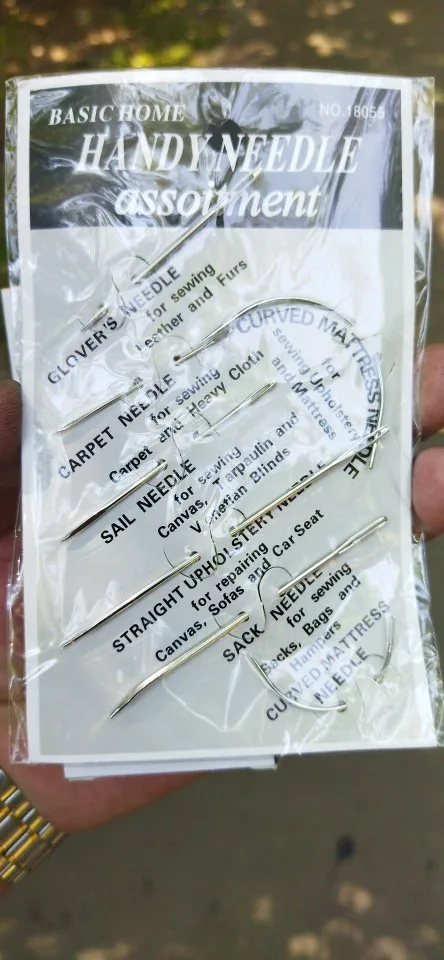 BASIC HOME
NO.18055
HANDY NEEDLE
assortment
GLOVER'S NEEDLE
for sewing
Leather and Furs
CURVED MATTRESS NEEDLE
for
sewing Upholstery
and Mattress
CARPET NEEDLE
for sewing
Carpet and Heavy Cloth
SAIL NEEDLE
for sewing
Canvas, Tarpaulin and
Venetian Blinds
STRAIGHT UPHOLSTERY NEEDLE
for repairing
Canvas, Sofas and Car Seat
SACK NEEDLE
for sewing
Sacks, Bags and
Hampers
CURVED MATTRESS
NEEDLE